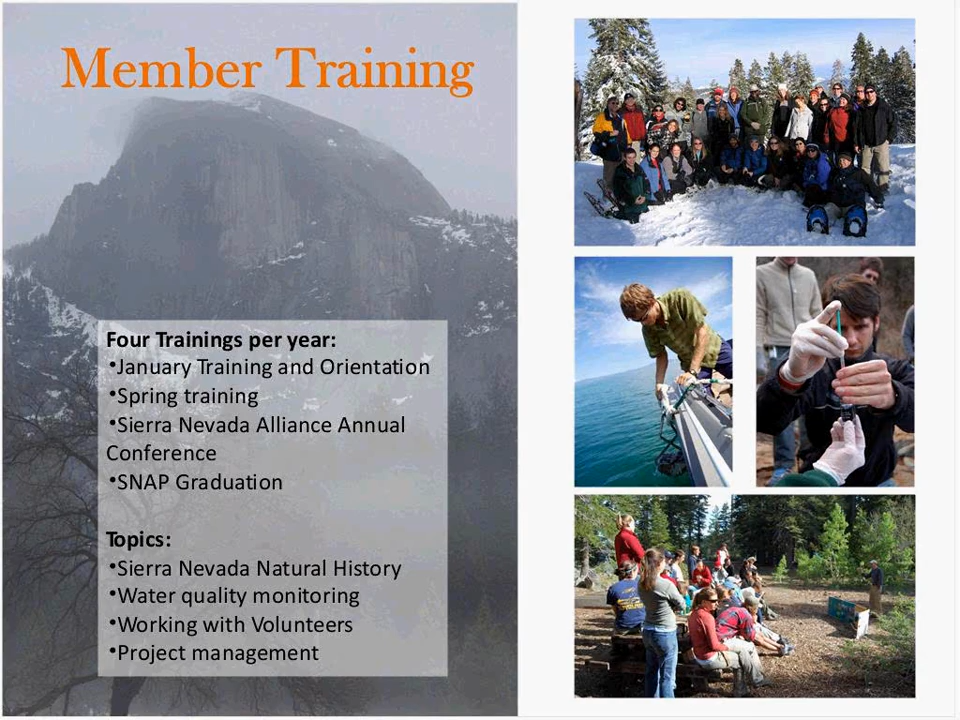 Member Training
Four Trainings per year:
•January Training and Orientation
•Spring training
•Sierra Nevada Alliance Annual
Conference
•SNAP Graduation
Topics:
•Sierra Nevada Natural History
•Water quality monitoring
•Working with Volunteers
•Project management